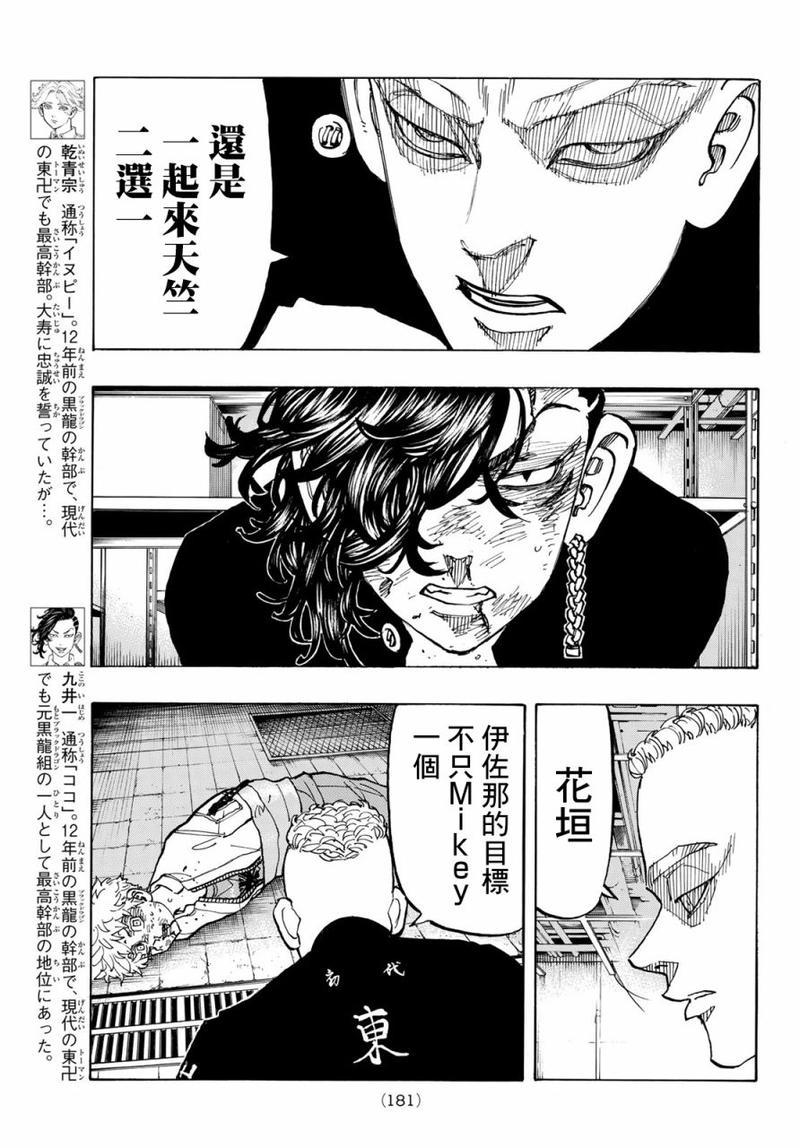 還是
一起來天竺
二選一
花垣
伊佐那的目標
不只Mikey
一個
初代
東
乾青宗 通称「イヌピー」。12年前の黒龍の幹部で、現代
の東卍でも最高幹部。大寿に忠誠を誓っていたが…。
九井一 通称「ココ」。12年前の黒龍の幹部で、現代の東卍
でも元黒龍組の一人として最高幹部の地位にあった。
(181)